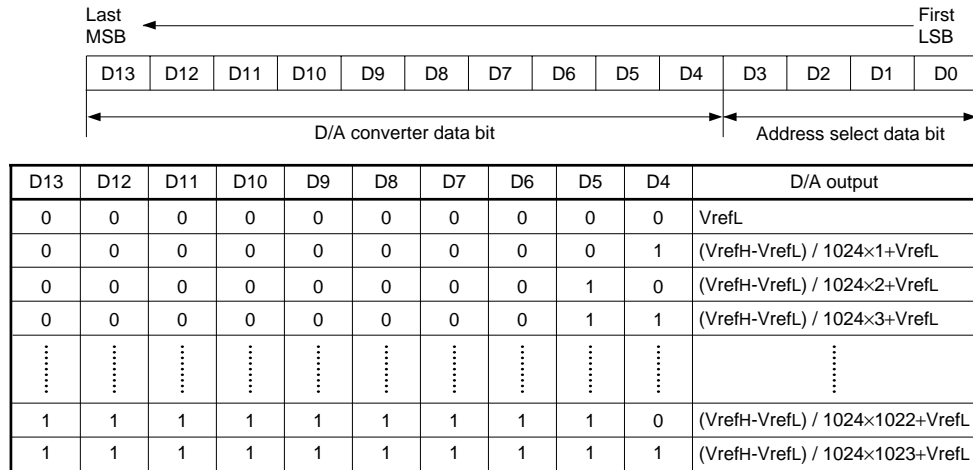 Last First
MSB LSB
D13 D12 D11 D10 D9 D8 D7 D6 D5 D4 D3 D2 D1 D0
D/A converter data bit Address select data bit
D13 D12 D11 D10 D9 D8 D7 D6 D5 D4 D/A output
0 0 0 0 0 0 0 0 0 0 VrefL
0 0 0 0 0 0 0 0 0 1 (VrefH-VrefL) / 1024×1+VrefL
0 0 0 0 0 0 0 0 1 0 (VrefH-VrefL) / 1024×2+VrefL
0 0 0 0 0 0 0 0 1 1 (VrefH-VrefL) / 1024×3+VrefL
1 1 1 1 1 1 1 1 1 0 (VrefH-VrefL) / 1024×1022+VrefL
1 1 1 1 1 1 1 1 1 1 (VrefH-VrefL) / 1024×1023+VrefL